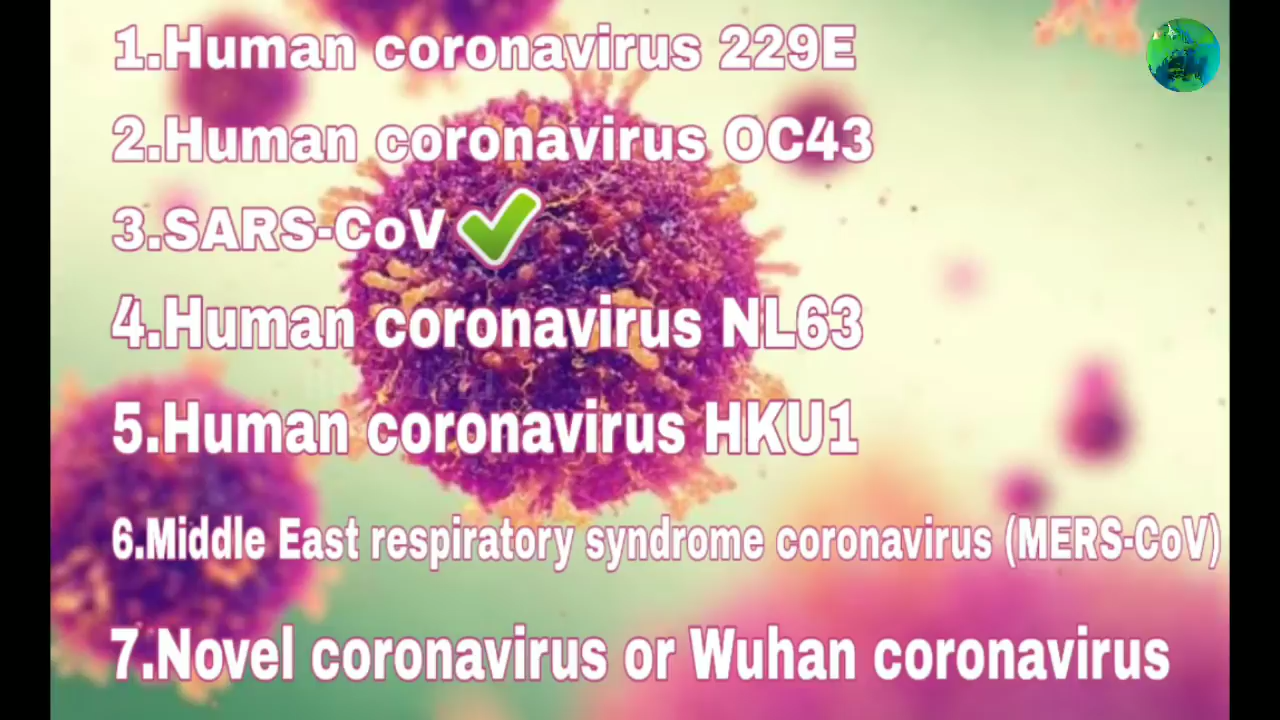 1.Human coronavirus 229E
2.Human coronavirus OC43
3.SARS-CoV
4.Human coronavirus NL63
5.Human coronavirus HKU1
6.Middle East respiratory syndrome coronavirus (MERS-CoV)
7.Novel coronavirus or Wuhan coronavirus